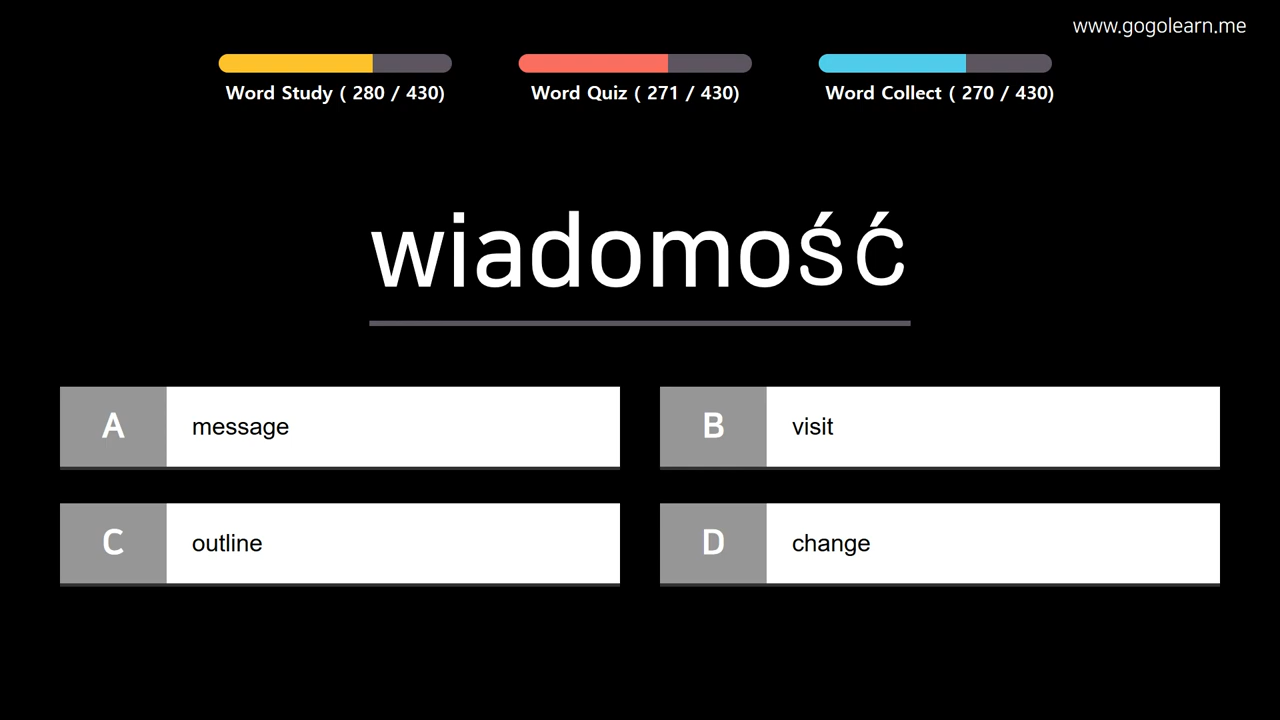 www.gogolearn.me
Word Study ( 280 / 430)
Word Quiz ( 271 / 430)
Word Collect ( 270 / 430)
wiadomość
A message
B visit
C outline
D change